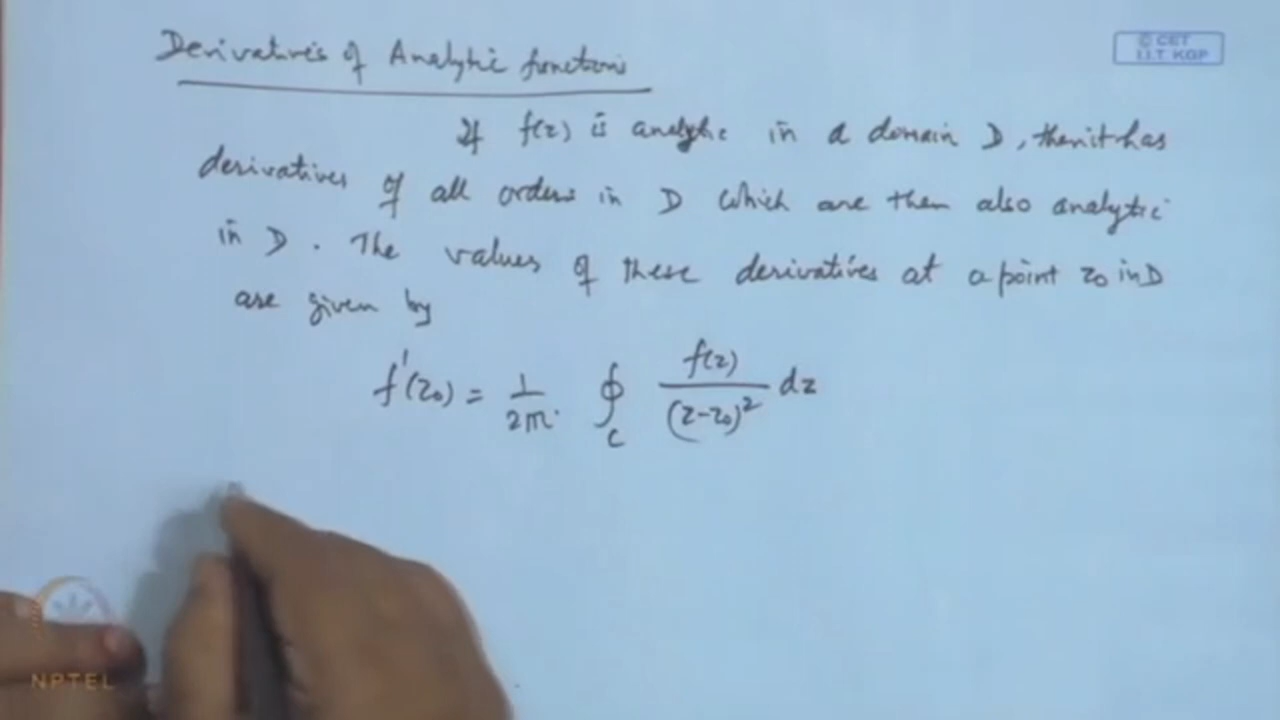 Derivatives of Analytic functions
© CET
I.I.T KGP
If f(z) is analytic in a domain D, then it has
derivatives of all orders in D which are then also analytic
in D. The values of these derivatives at a point z₀ in D
are given by
f'(z₀) = 1/2πi ∮_C f(z)/(z-z₀)² dz
NPTEL